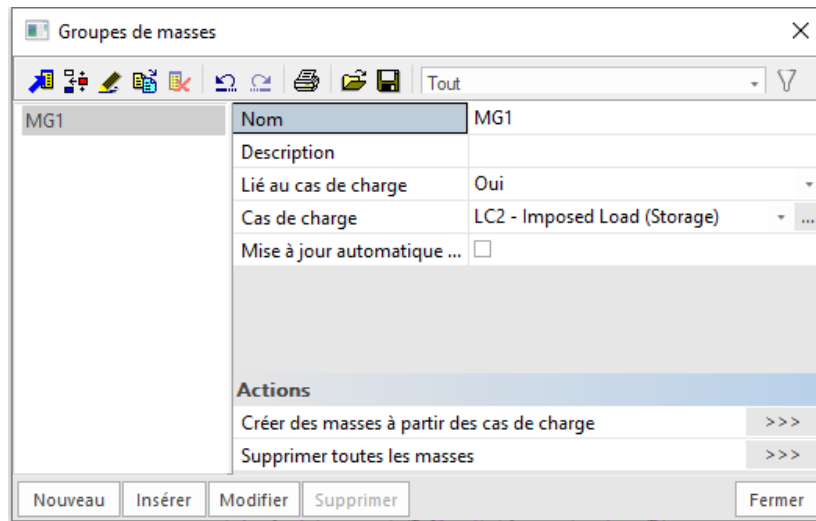 Groupes de masses
Tout
MG1
Nom MG1
Description
Lié au cas de charge Oui
Cas de charge LC2 - Imposed Load (Storage) ...
Mise à jour automatique ...
Actions
Créer des masses à partir des cas de charge >>>
Supprimer toutes les masses >>>
Nouveau Insérer Modifier Supprimer Fermer